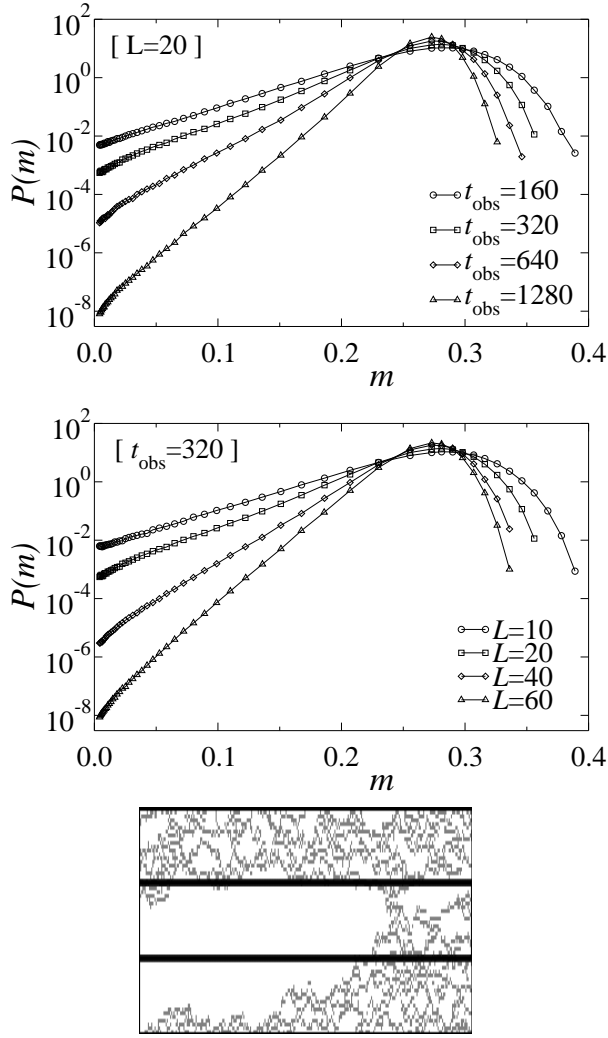 [ L=20 ]
P(m)
10^2
10^0
10^-2
10^-4
10^-6
10^-8
t_obs=160
t_obs=320
t_obs=640
t_obs=1280
0.0 0.1 0.2 0.3 0.4
m
[ t_obs=320 ]
P(m)
10^2
10^0
10^-2
10^-4
10^-6
10^-8
L=10
L=20
L=40
L=60
0.0 0.1 0.2 0.3 0.4
m